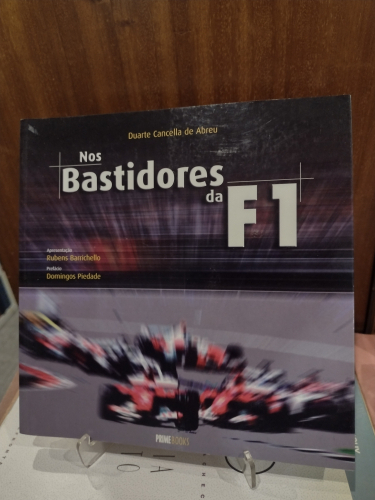 Duarte Cancella de Abreu
Nos
Bastidores
da
F1
Apresentação
Rubens Barrichello
Prefácio
Domingos Piedade
PRIMEBOOKS